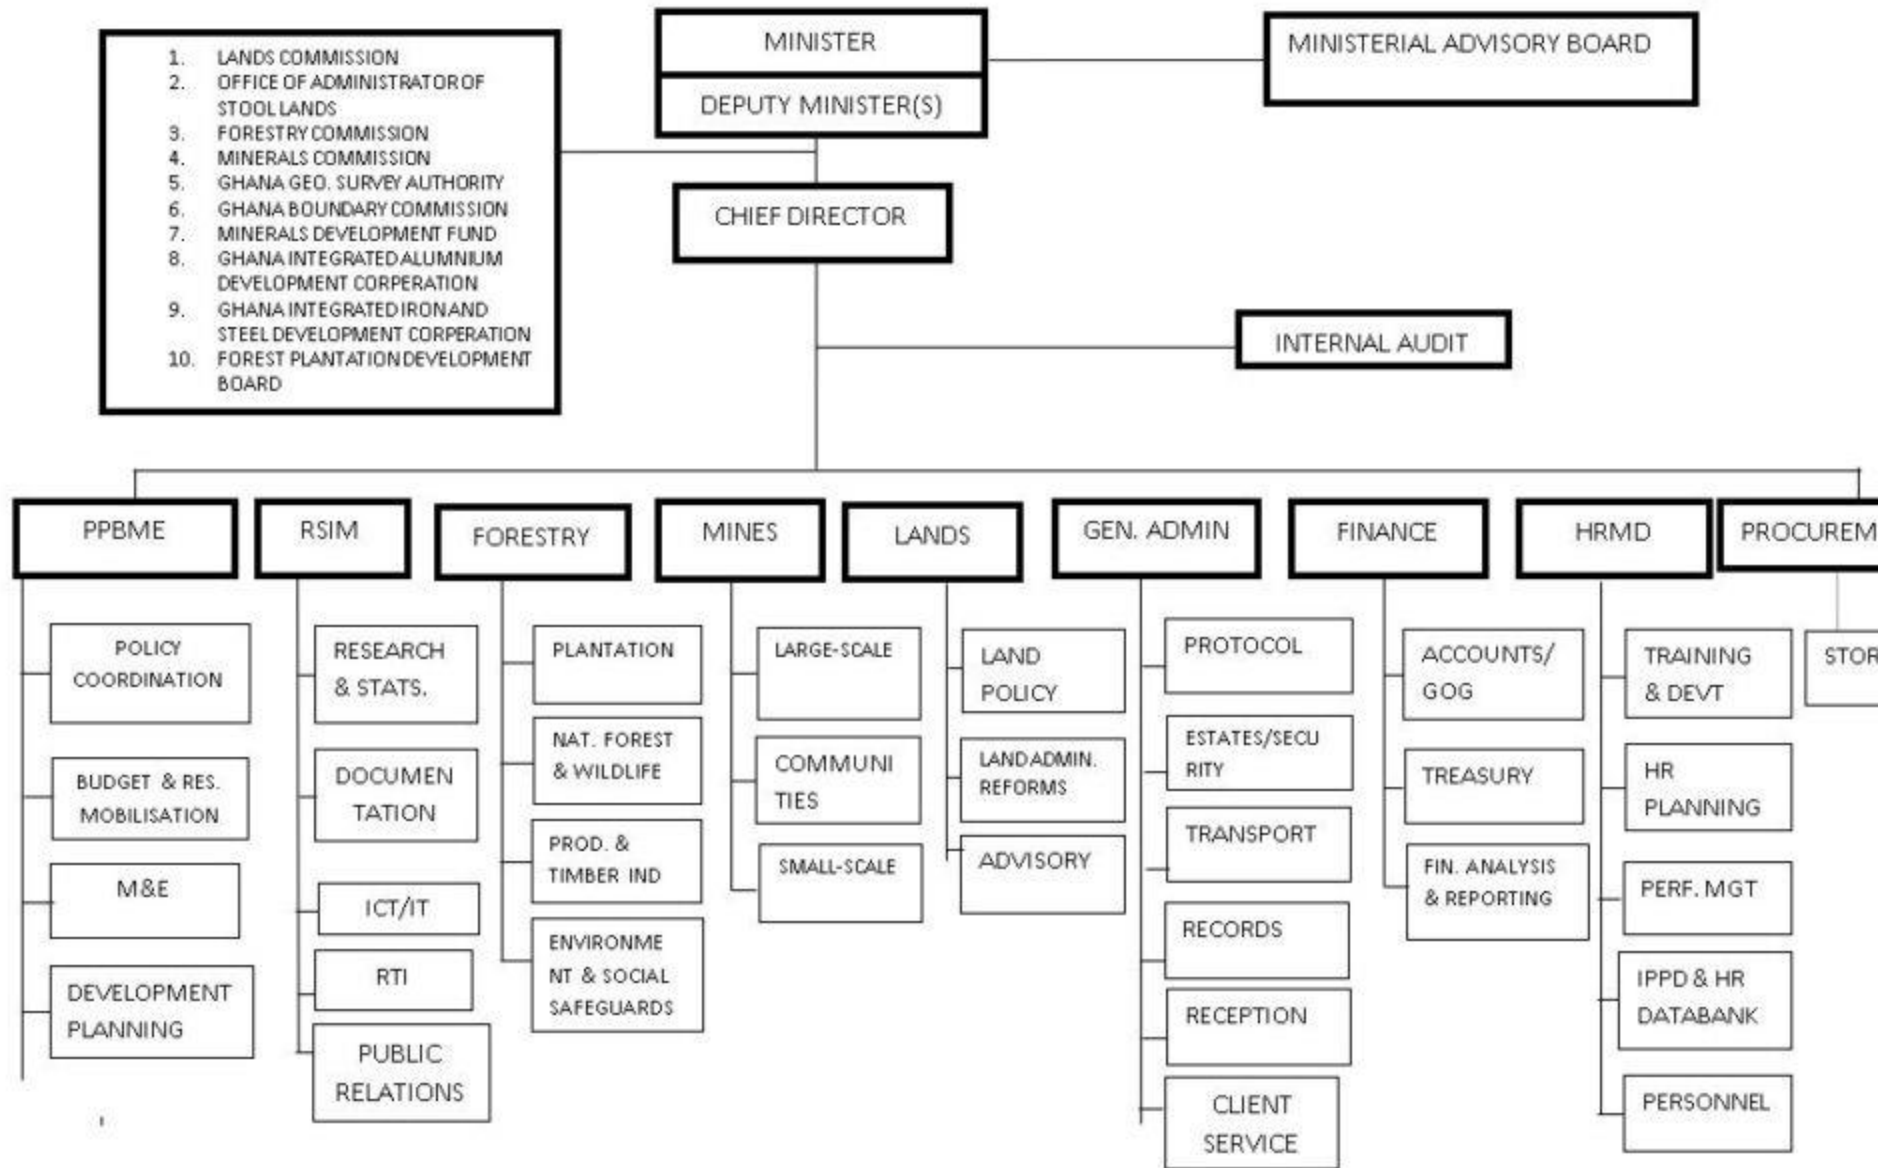 MINISTER
DEPUTY MINISTER(S)
MINISTERIAL ADVISORY BOARD
1. LANDS COMMISSION
2. OFFICE OF ADMINISTRATOR OF
STOOL LANDS
3. FORESTRY COMMISSION
4. MINERALS COMMISSION
5. GHANA GEO. SURVEY AUTHORITY
6. GHANA BOUNDARY COMMISSION
7. MINERALS DEVELOPMENT FUND
8. GHANA INTEGRATED ALUMNIUM
DEVELOPMENT CORPERATION
9. GHANA INTEGRATED IRON AND
STEEL DEVELOPMENT CORPERATION
10. FOREST PLANTATION DEVELOPMENT
BOARD
CHIEF DIRECTOR
INTERNAL AUDIT
PPBME
POLICY
COORDINATION
BUDGET & RES.
MOBILISATION
M&E
DEVELOPMENT
PLANNING
RSIM
RESEARCH
& STATS.
DOCUMEN
TATION
ICT/IT
RTI
PUBLIC
RELATIONS
FORESTRY
PLANTATION
NAT. FOREST
& WILDLIFE
PROD. &
TIMBER IND
ENVIRONME
NT & SOCIAL
SAFEGUARDS
MINES
LARGE-SCALE
COMMUNI
TIES
SMALL-SCALE
LANDS
LAND
POLICY
LAND ADMIN.
REFORMS
ADVISORY
GEN. ADMIN
PROTOCOL
ESTATES/SECU
RITY
TRANSPORT
RECORDS
RECEPTION
CLIENT
SERVICE
FINANCE
ACCOUNTS/
GOG
TREASURY
FIN. ANALYSIS
& REPORTING
HRMD
TRAINING
& DEVT
HR
PLANNING
PERF. MGT
IPPD & HR
DATABANK
PERSONNEL
PROCUREM
STOR